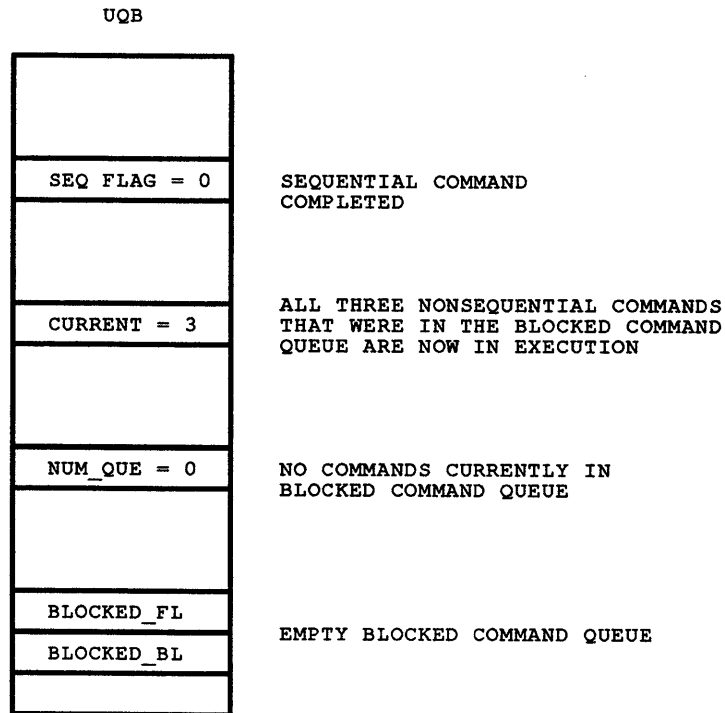 UQB
SEQ FLAG = 0
SEQUENTIAL COMMAND
COMPLETED
CURRENT = 3
ALL THREE NONSEQUENTIAL COMMANDS
THAT WERE IN THE BLOCKED COMMAND
QUEUE ARE NOW IN EXECUTION
NUM_QUE = 0
NO COMMANDS CURRENTLY IN
BLOCKED COMMAND QUEUE
BLOCKED_FL
BLOCKED_BL
EMPTY BLOCKED COMMAND QUEUE